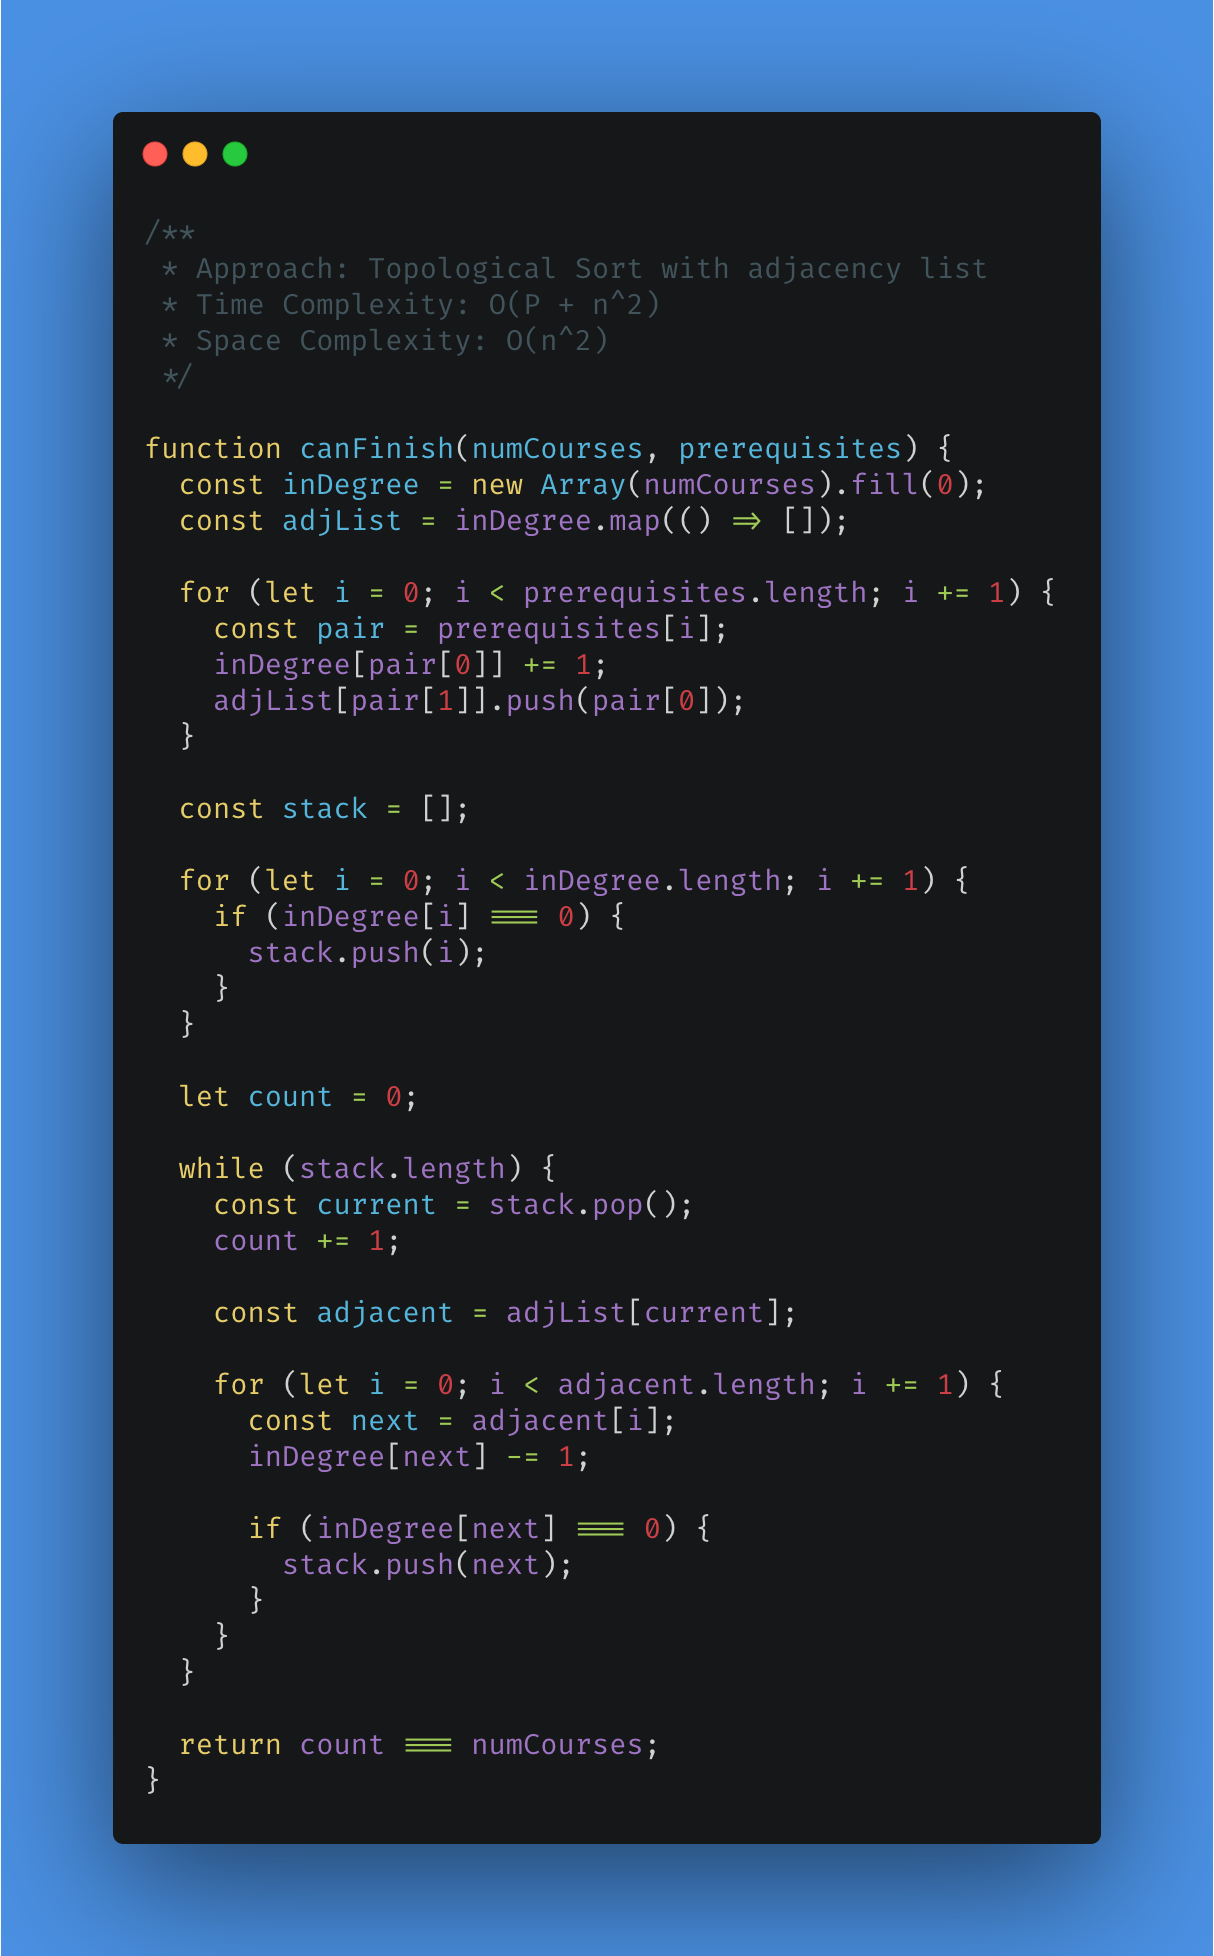 /**
 * Approach: Topological Sort with adjacency list
 * Time Complexity: O(P + n^2)
 * Space Complexity: O(n^2)
 */

function canFinish(numCourses, prerequisites) {
  const inDegree = new Array(numCourses).fill(0);
  const adjList = inDegree.map(() => []);

  for (let i = 0; i < prerequisites.length; i += 1) {
    const pair = prerequisites[i];
    inDegree[pair[0]] += 1;
    adjList[pair[1]].push(pair[0]);
  }

  const stack = [];

  for (let i = 0; i < inDegree.length; i += 1) {
    if (inDegree[i] === 0) {
      stack.push(i);
    }
  }

  let count = 0;

  while (stack.length) {
    const current = stack.pop();
    count += 1;

    const adjacent = adjList[current];

    for (let i = 0; i < adjacent.length; i += 1) {
      const next = adjacent[i];
      inDegree[next] -= 1;

      if (inDegree[next] === 0) {
        stack.push(next);
      }
    }
  }

  return count === numCourses;
}